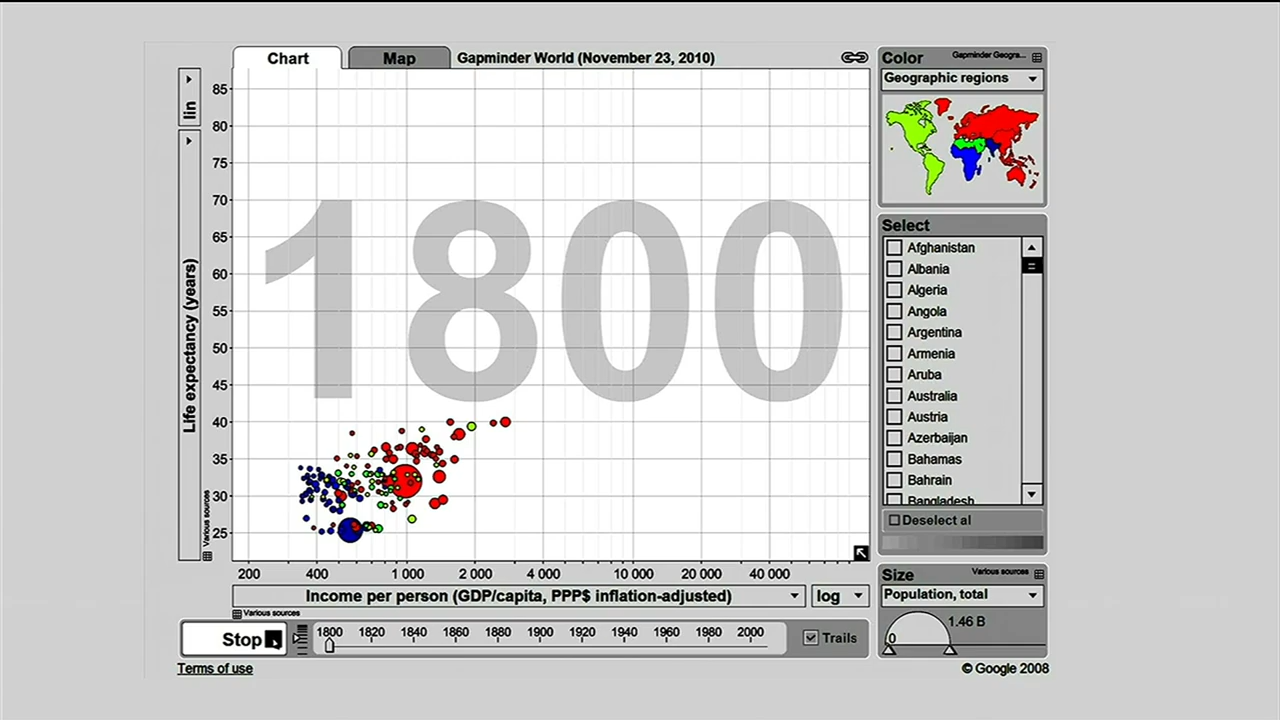 Chart
Map
Gapminder World (November 23, 2010)
lin
Life expectancy (years)
Various sources
85
80
75
70
65
60
55
50
45
40
35
30
25
1800
200
400
1 000
2 000
4 000
10 000
20 000
40 000
Income per person (GDP/capita, PPP$ inflation-adjusted)
log
Various sources
Stop
1800 1820 1840 1860 1880 1900 1920 1940 1960 1980 2000
Trails
Terms of use
Color
Gapminder Geogra...
Geographic regions
Select
Afghanistan
Albania
Algeria
Angola
Argentina
Armenia
Aruba
Australia
Austria
Azerbaijan
Bahamas
Bahrain
Bangladesh
Deselect al
Size
Various sources
Population, total
1.46 B
0
© Google 2008